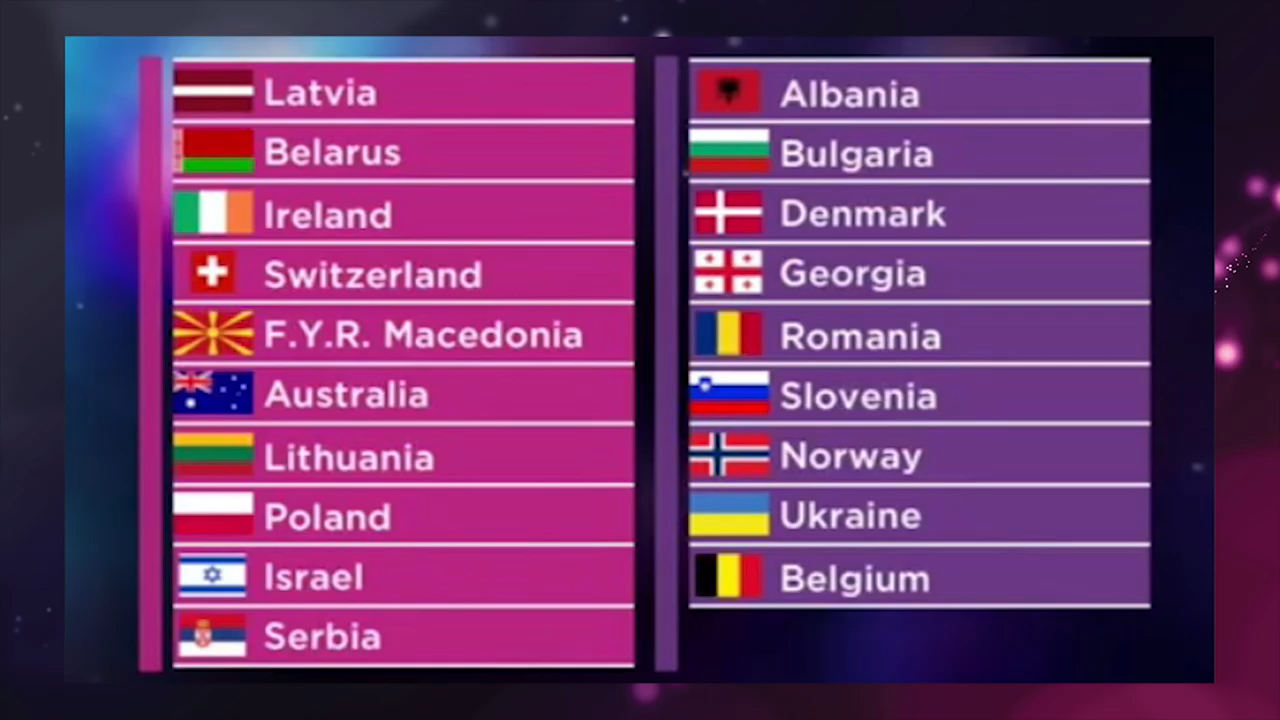 Latvia
Belarus
Ireland
Switzerland
F.Y.R. Macedonia
Australia
Lithuania
Poland
Israel
Serbia
Albania
Bulgaria
Denmark
Georgia
Romania
Slovenia
Norway
Ukraine
Belgium